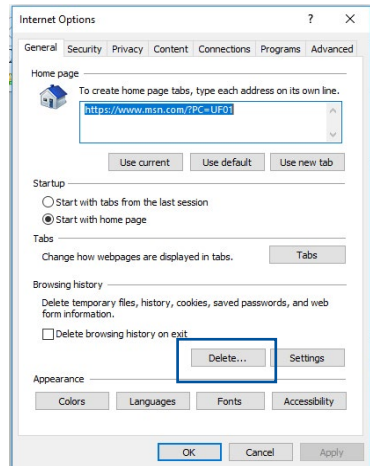 Internet Options ? X
General Security Privacy Content Connections Programs Advanced
Home page
To create home page tabs, type each address on its own line.
https://www.msn.com/?PC=UF01
Use current Use default Use new tab
Startup
Start with tabs from the last session
Start with home page
Tabs
Change how webpages are displayed in tabs. Tabs
Browsing history
Delete temporary files, history, cookies, saved passwords, and web
form information.
Delete browsing history on exit
Delete... Settings
Appearance
Colors Languages Fonts Accessibility
OK Cancel Apply